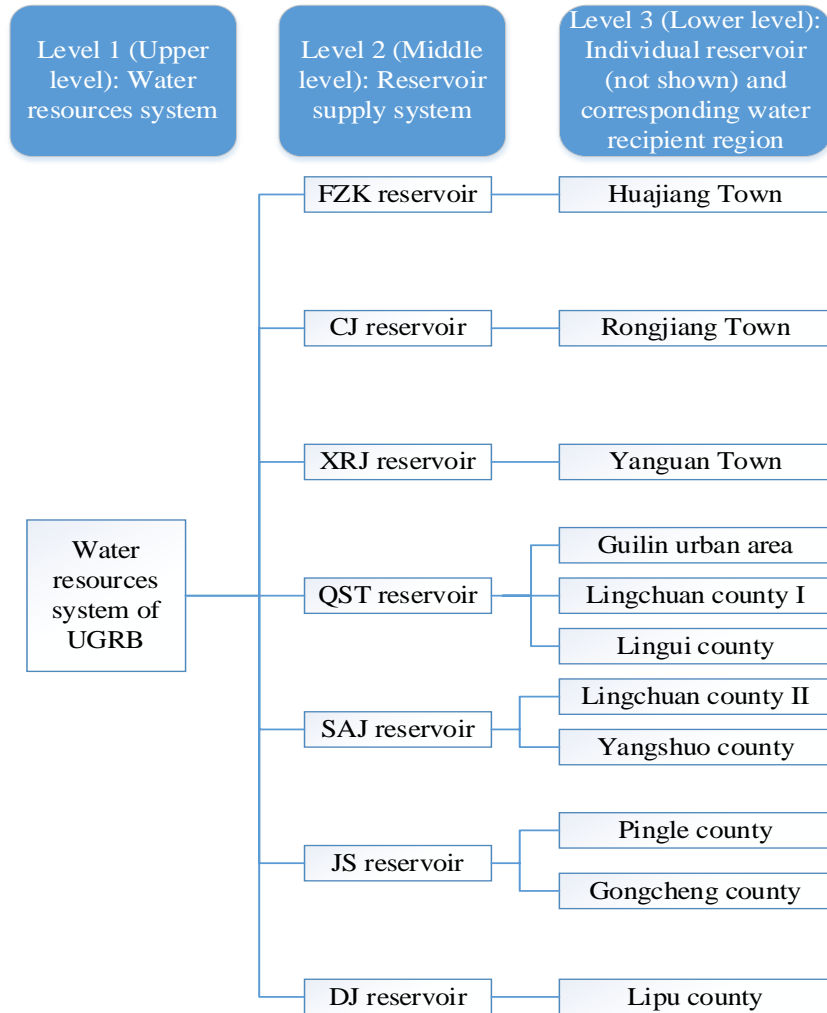 Level 1 (Upper
level): Water
resources system
Level 2 (Middle
level): Reservoir
supply system
Level 3 (Lower level):
Individual reservoir
(not shown) and
corresponding water
recipient region
FZK reservoir
Huajiang Town
CJ reservoir
Rongjiang Town
XRJ reservoir
Yanguan Town
Water
resources
system of
UGRB
QST reservoir
Guilin urban area
Lingchuan county I
Lingui county
SAJ reservoir
Lingchuan county II
Yangshuo county
JS reservoir
Pingle county
Gongcheng county
DJ reservoir
Lipu county